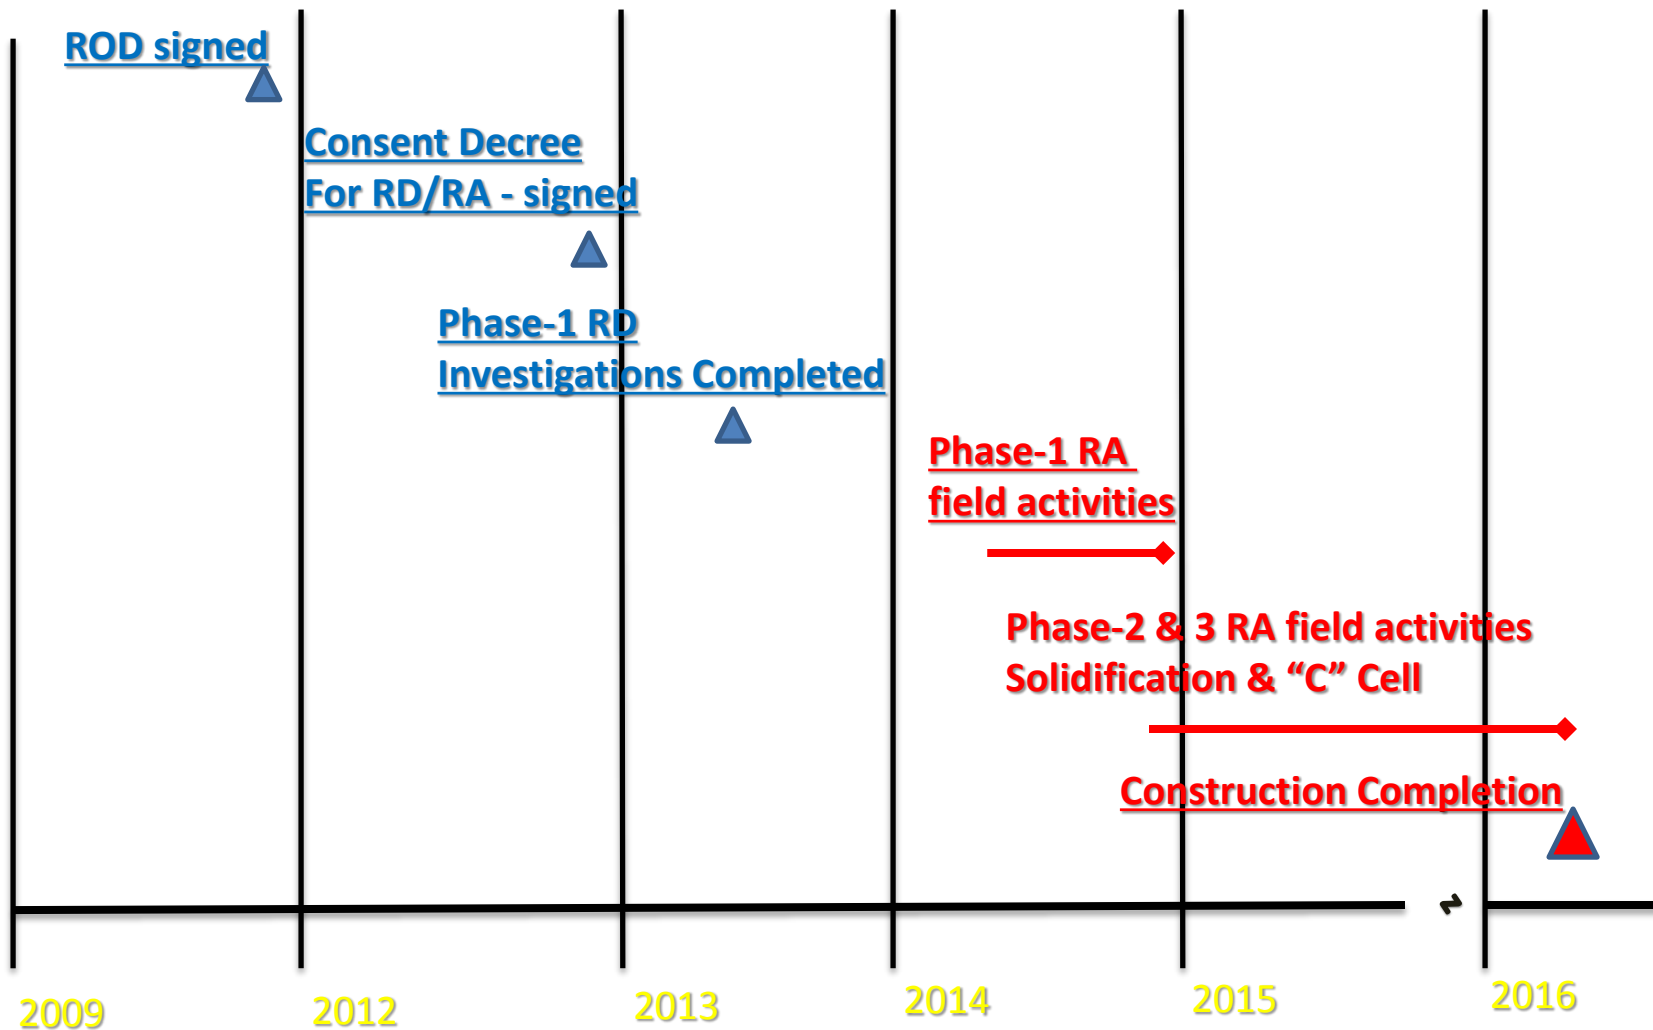 ROD signed
Consent Decree
For RD/RA - signed
Phase-1 RD
Investigations Completed
Phase-1 RA
field activities
Phase-2 & 3 RA field activities
Solidification & “C” Cell
Construction Completion
2009
2012
2013
2014
2015
2016